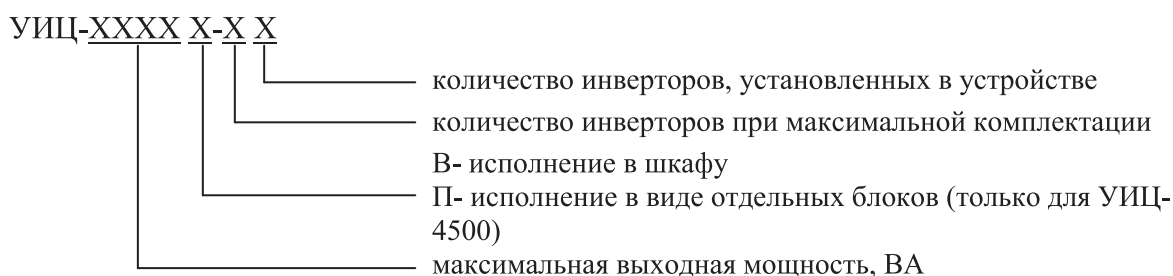 УИЦ-ХХХХ Х-Х Х
количество инверторов, установленных в устройстве
количество инверторов при максимальной комплектации
В- исполнение в шкафу
П- исполнение в виде отдельных блоков (только для УИЦ-
4500)
максимальная выходная мощность, ВА